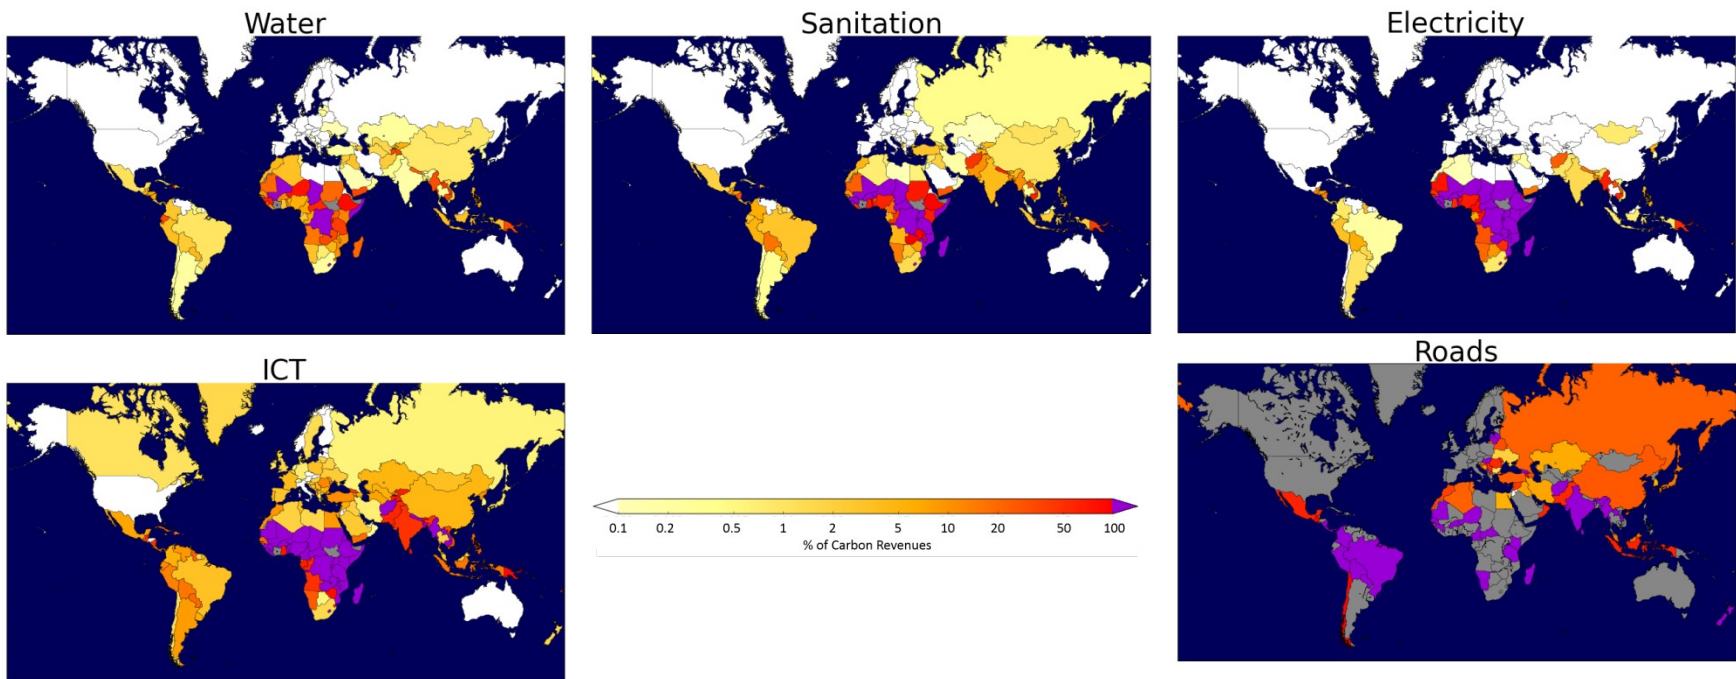 Water
Sanitation
Electricity
ICT
Roads
0.1 0.2 0.5 1 2 5 10 20 50 100
% of Carbon Revenues